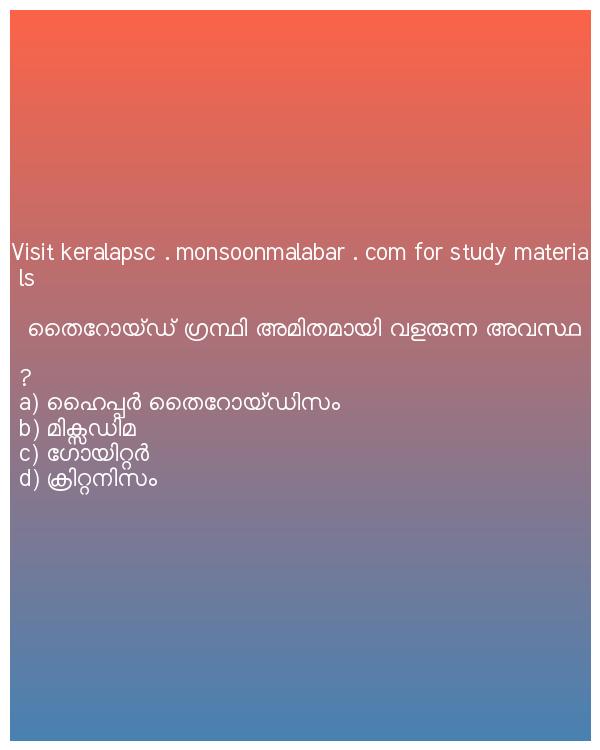 Visit keralapsc . monsoonmalabar . com for study materia
ls
തൈറോയ്ഡ് ഗ്രന്ഥി അമിതമായി വളരുന്ന അവസ്ഥ
?
a) ഹൈപ്പർ തൈറോയ്ഡിസം
b) മിക്സഡിമ
c) ഗോയിറ്റർ
d) ക്രിറ്റനിസം